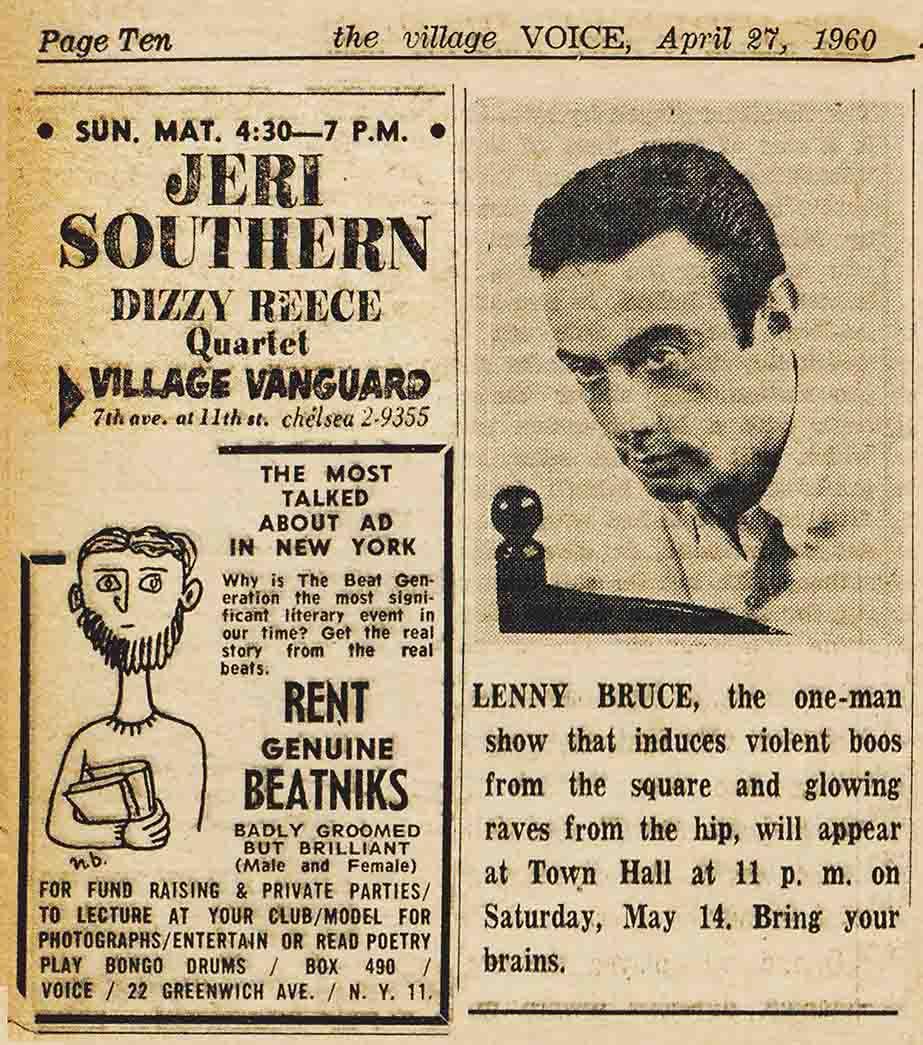 Page Ten
the village VOICE, April 27, 1960
• SUN. MAT. 4:30—7 P.M. •
JERI
SOUTHERN
DIZZY REECE
Quartet
VILLAGE VANGUARD
7th ave. at 11th st. chelsea 2-9355
THE MOST
TALKED
ABOUT AD
IN NEW YORK
Why is The Beat Gen-
eration the most signi-
ficant literary event in
our time? Get the real
story from the real
beats.
RENT
GENUINE
BEATNIKS
BADLY GROOMED
BUT BRILLIANT
(Male and Female)
n.b.
FOR FUND RAISING & PRIVATE PARTIES/
TO LECTURE AT YOUR CLUB/MODEL FOR
PHOTOGRAPHS/ENTERTAIN OR READ POETRY
PLAY BONGO DRUMS / BOX 490 /
VOICE / 22 GREENWICH AVE. / N. Y. 11.
LENNY BRUCE, the one-man
show that induces violent boos
from the square and glowing
raves from the hip, will appear
at Town Hall at 11 p. m. on
Saturday, May 14. Bring your
brains.